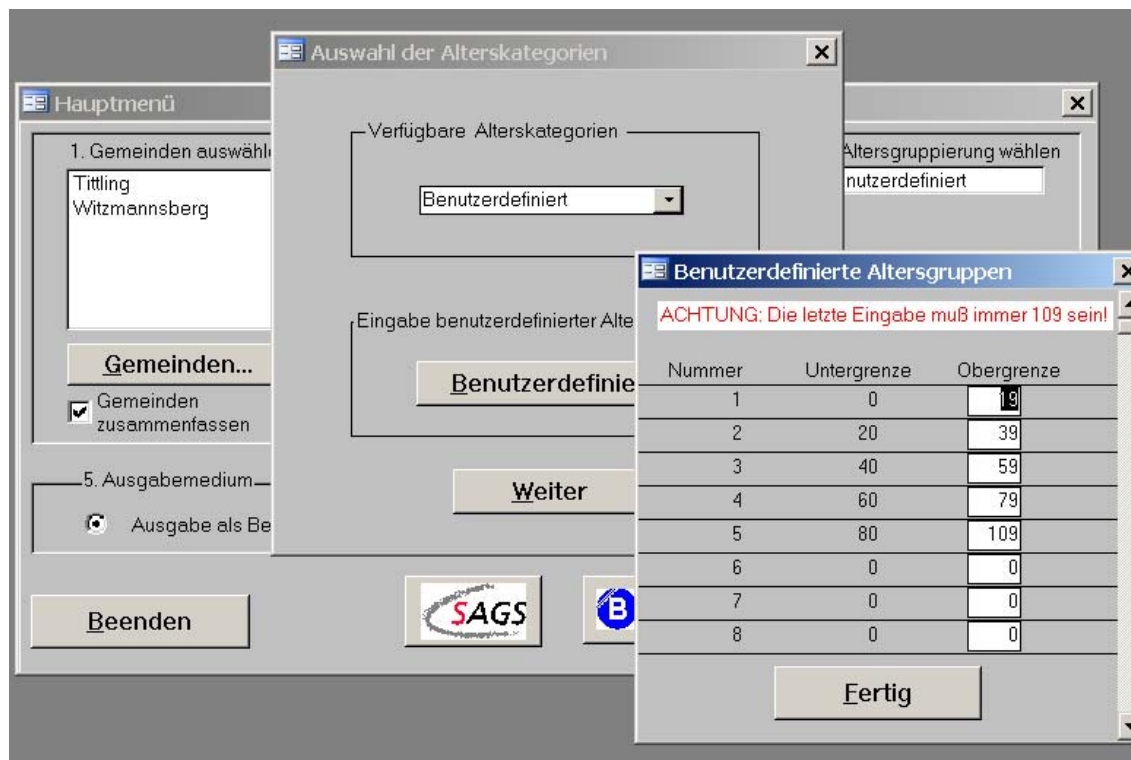 Auswahl der Alterskategorien
Hauptmenü
Verfügbare Alterskategorien
1. Gemeinden auswähl
Altersgruppierung wählen
Tittling
Witzmannsberg
Benutzerdefiniert
nutzerdefiniert
Benutzerdefinierte Altersgruppen
ACHTUNG: Die letzte Eingabe muß immer 109 sein!
Eingabe benutzerdefinierter Alte
Gemeinden...
Benutzerdefinie
Gemeinden
zusammenfassen
Nummer Untergrenze Obergrenze
1 0 19
2 20 39
3 40 59
4 60 79
5 80 109
6 0 0
7 0 0
8 0 0
5. Ausgabemedium
Weiter
Ausgabe als Be
Beenden
SAGS
B
Fertig